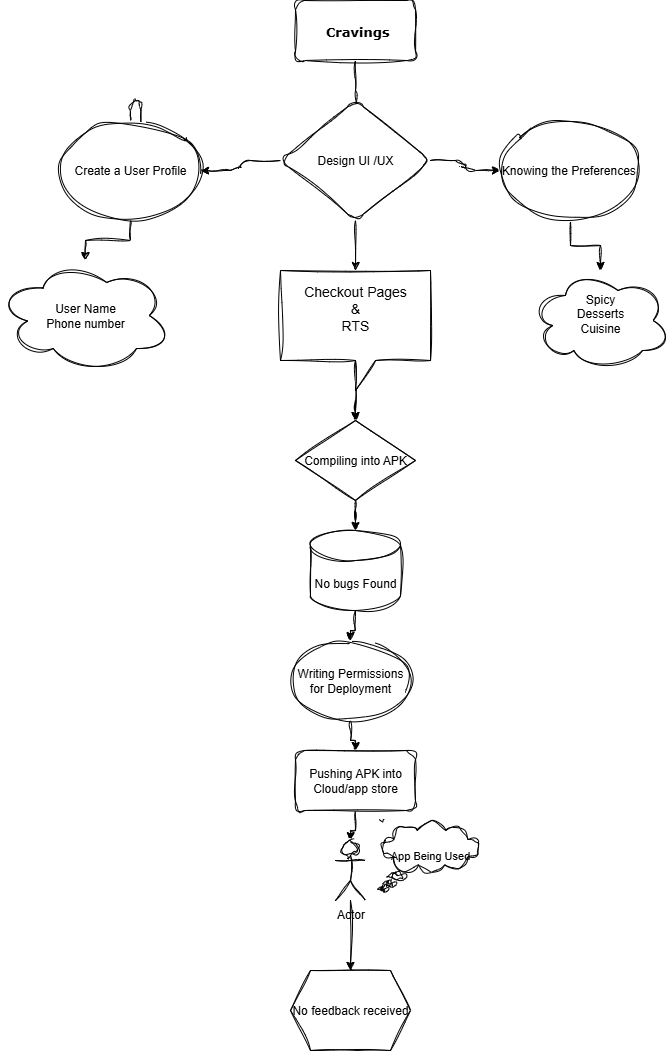 Cravings
Design UI /UX
Create a User Profile
Knowing the Preferences
User Name
Phone number
Checkout Pages
&
RTS
Spicy
Desserts
Cuisine
Compiling into APK
No bugs Found
Writing Permissions
for Deployment
Pushing APK into
Cloud/app store
App Being Used
Actor
No feedback received